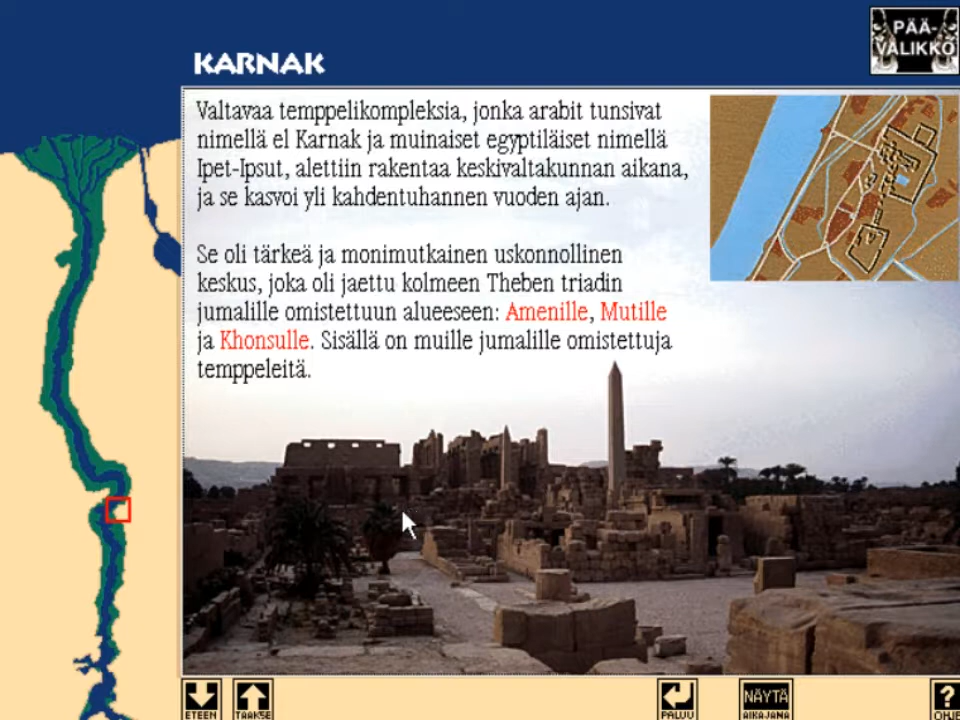 PÄÄ-
VALIKKO
KARNAK
Valtavaa temppelikompleksia, jonka arabit tunsivat
nimellä el Karnak ja muinaiset egyptiläiset nimellä
Ipet-Ipsut, alettiin rakentaa keskivaltakunnan aikana,
ja se kasvoi yli kahdentuhannen vuoden ajan.
Se oli tärkeä ja monimutkainen uskonnollinen
keskus, joka oli jaettu kolmeen Theben triadin
jumalille omistettuun alueeseen: Amenille, Mutille
ja Khonsulle. Sisällä on muille jumalille omistettuja
temppeleitä.
ETEEN TAAKSE PALUU NÄYTÄ ?
AIKAJANA OHJE